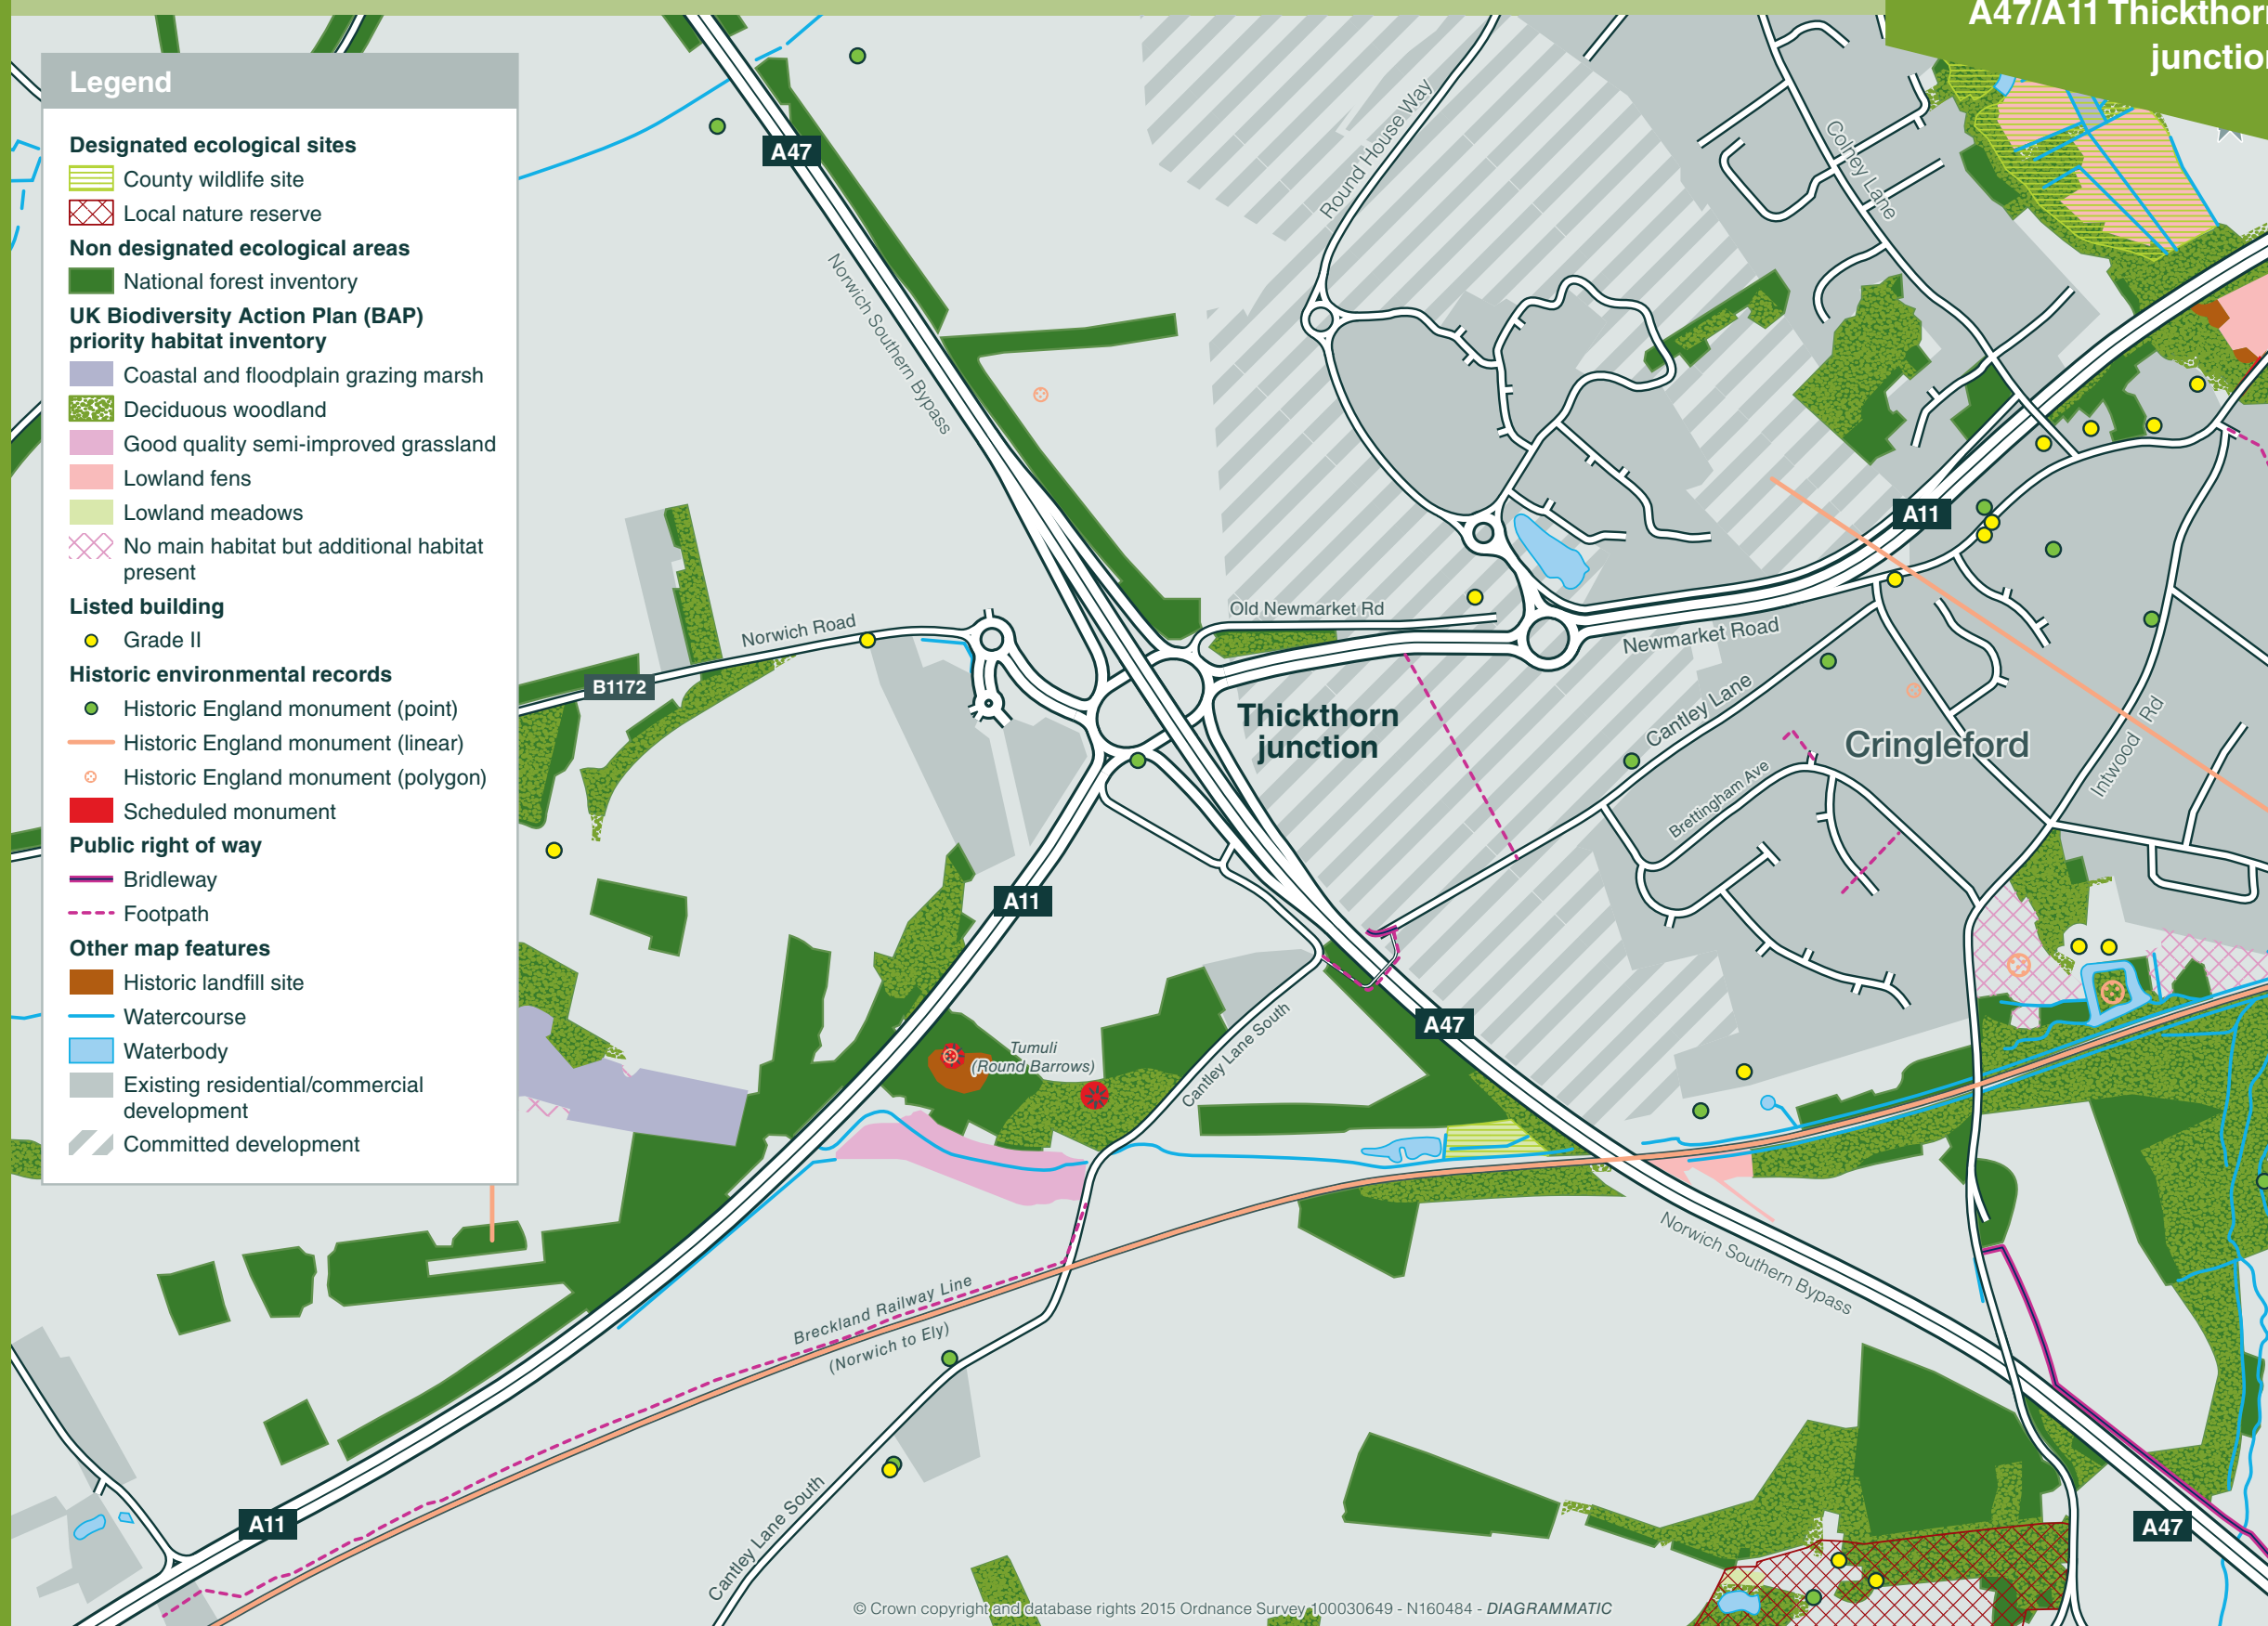 A47/A11 Thickthorn
junction
Legend
Designated ecological sites
County wildlife site
Local nature reserve
Non designated ecological areas
National forest inventory
UK Biodiversity Action Plan (BAP)
priority habitat inventory
Coastal and floodplain grazing marsh
Deciduous woodland
Good quality semi-improved grassland
Lowland fens
Lowland meadows
No main habitat but additional habitat
present
Listed building
Grade II
Historic environmental records
Historic England monument (point)
Historic England monument (linear)
Historic England monument (polygon)
Scheduled monument
Public right of way
Bridleway
Footpath
Other map features
Historic landfill site
Watercourse
Waterbody
Existing residential/commercial
development
Committed development
A47
Norwich Southern Bypass
Round House Way
Colney Lane
A11
Old Newmarket Rd
Newmarket Road
Norwich Road
B1172
Thickthorn
junction
Cantley Lane
Cringleford
Brettingham Ave
Intwood Rd
A11
A47
Tumuli
(Round Barrows)
Cantley Lane South
Norwich Southern Bypass
Breckland Railway Line
(Norwich to Ely)
Cantley Lane South
A11
A47
© Crown copyright and database rights 2015 Ordnance Survey 100030649 - N160484 - DIAGRAMMATIC